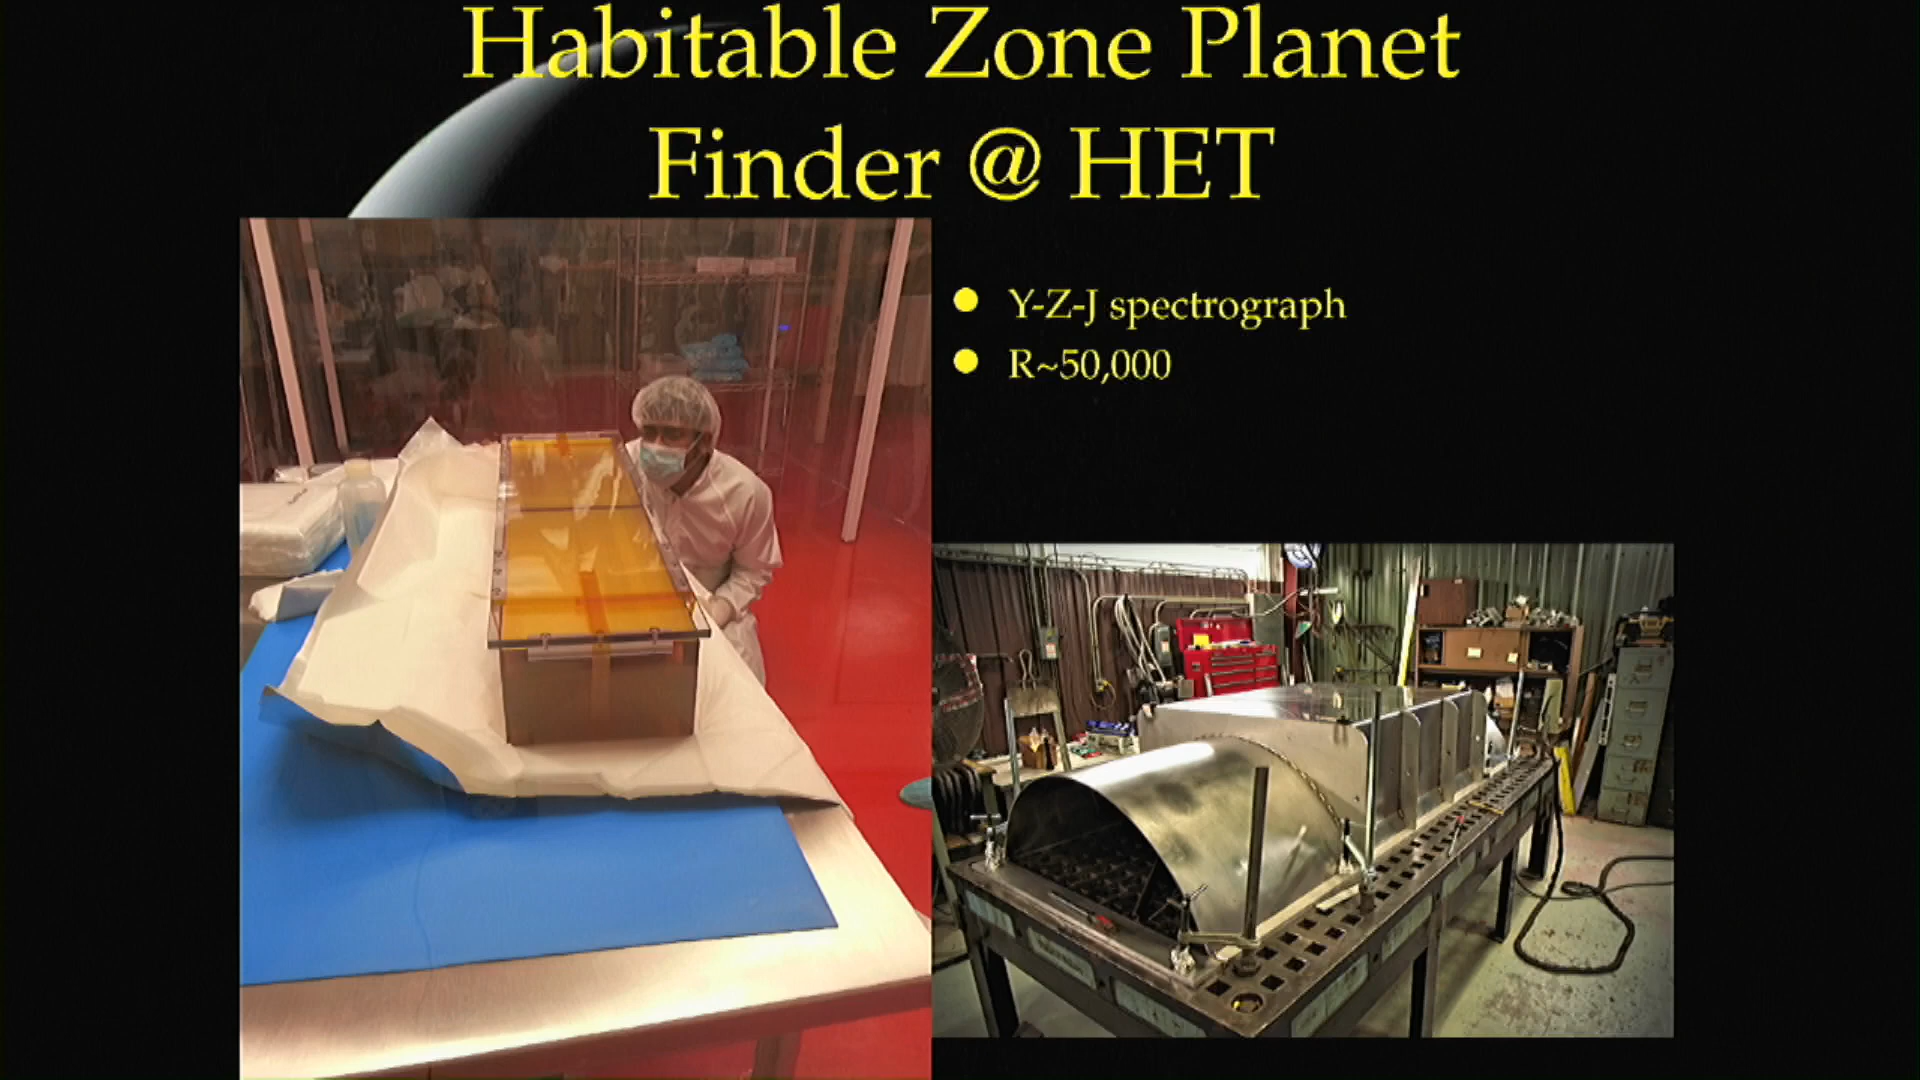 Habitable Zone Planet
Finder @ HET
Y-Z-J spectrograph
R~50,000